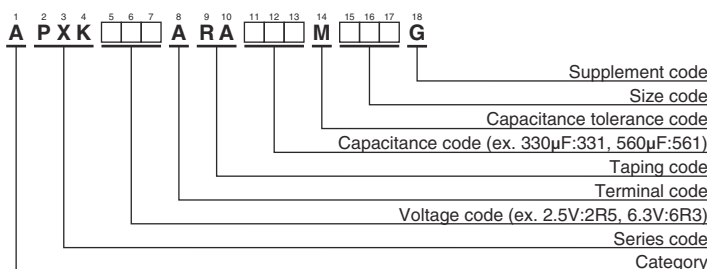 1 2 3 4 5 6 7 8 9 10 11 12 13 14 15 16 17 18
A P X K A R A M G
Supplement code
Size code
Capacitance tolerance code
Capacitance code (ex. 330µF:331, 560µF:561)
Taping code
Terminal code
Voltage code (ex. 2.5V:2R5, 6.3V:6R3)
Series code
Category